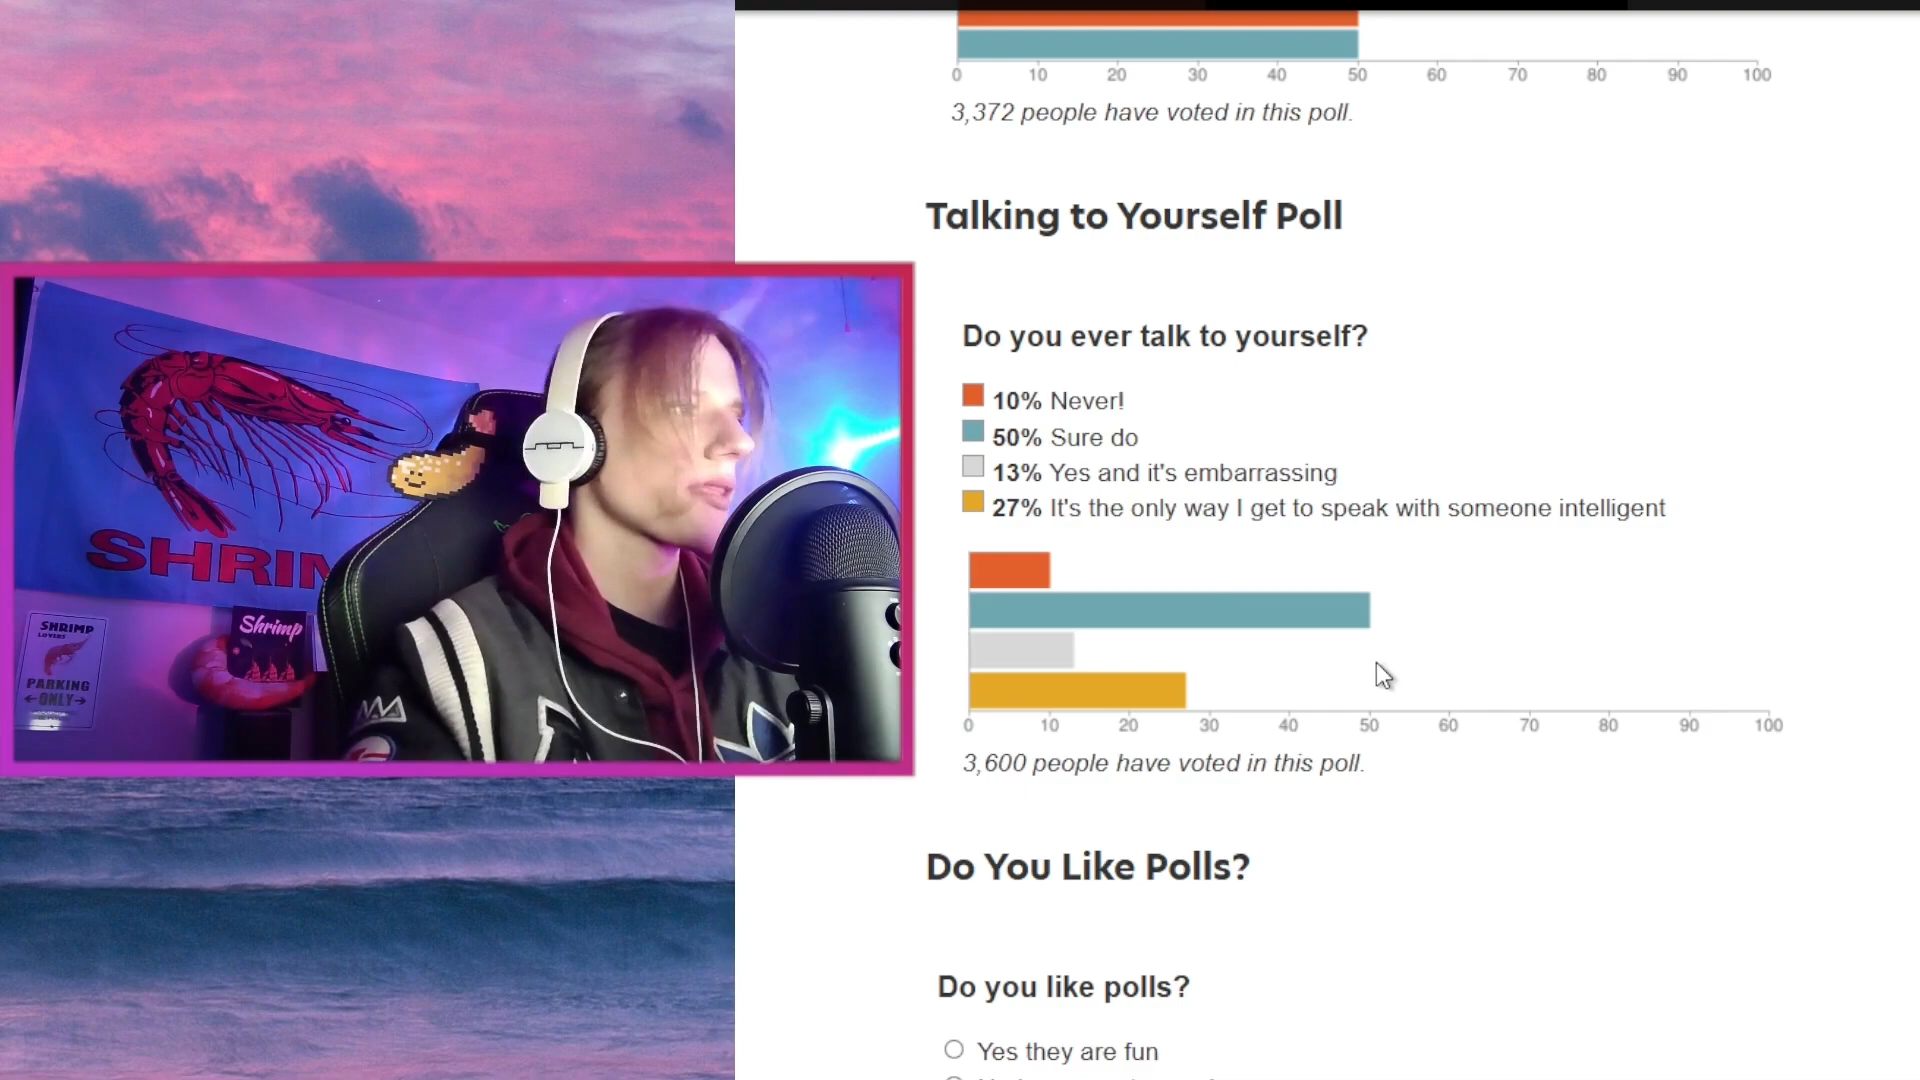 0 10 20 30 40 50 60 70 80 90 100
3,372 people have voted in this poll.
Talking to Yourself Poll
Do you ever talk to yourself?
10% Never!
50% Sure do
13% Yes and it's embarrassing
27% It's the only way I get to speak with someone intelligent
0 10 20 30 40 50 60 70 80 90 100
3,600 people have voted in this poll.
Do You Like Polls?
Do you like polls?
Yes they are fun
SHRIM
Shrimp
SHRIMP
LOVERS
PARKING
←ONLY→